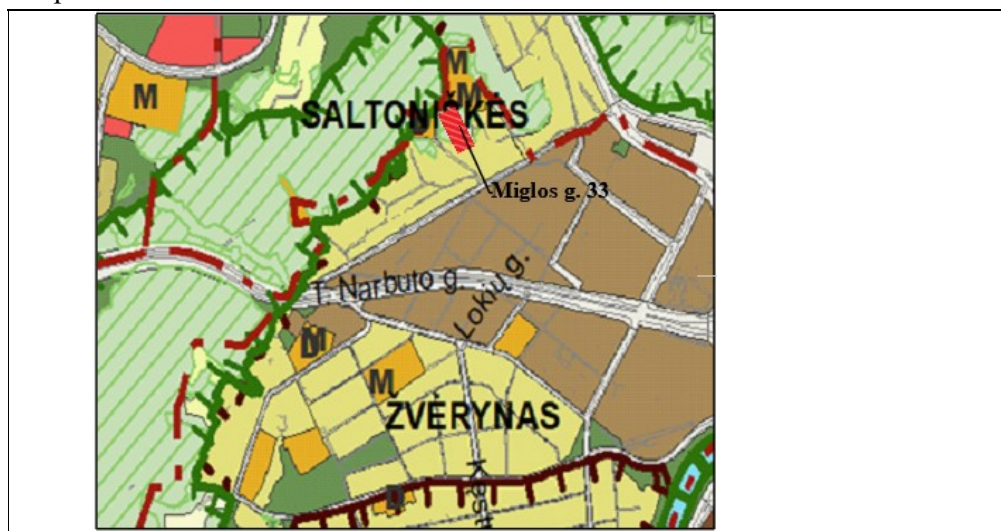 M
M
M
SALTONIŠKĖS
Miglos g. 33
T. Narbuto g.
Lokių g.
M
ŽVĖRYNAS